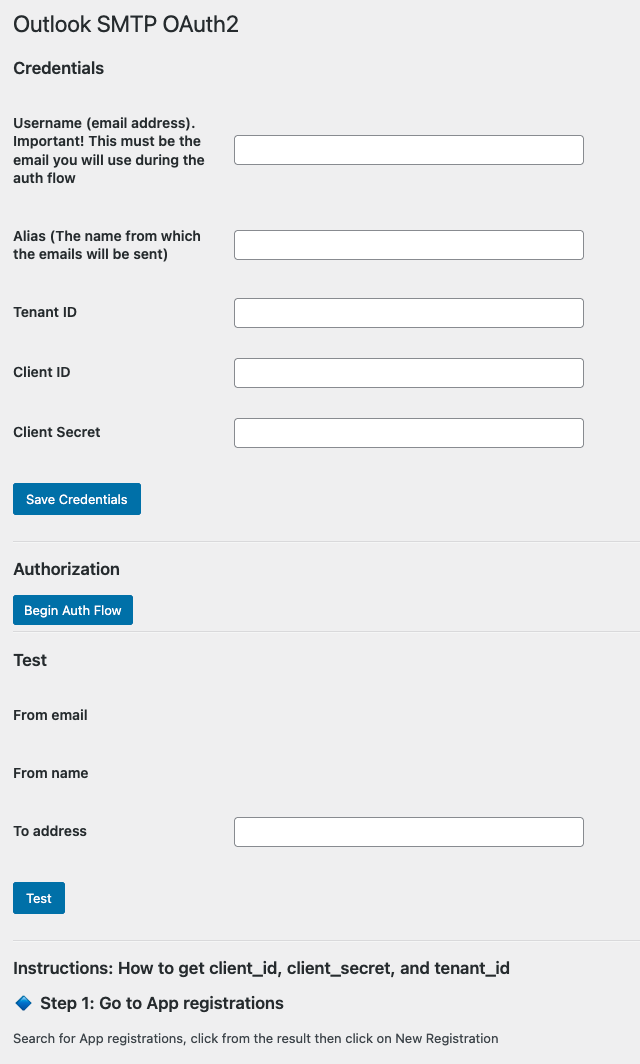 Outlook SMTP OAuth2
Credentials
Username (email address).
Important! This must be the
email you will use during the
auth flow
Alias (The name from which
the emails will be sent)
Tenant ID
Client ID
Client Secret
Save Credentials
Authorization
Begin Auth Flow
Test
From email
From name
To address
Test
Instructions: How to get client_id, client_secret, and tenant_id
Step 1: Go to App registrations
Search for App registrations, click from the result then click on New Registration